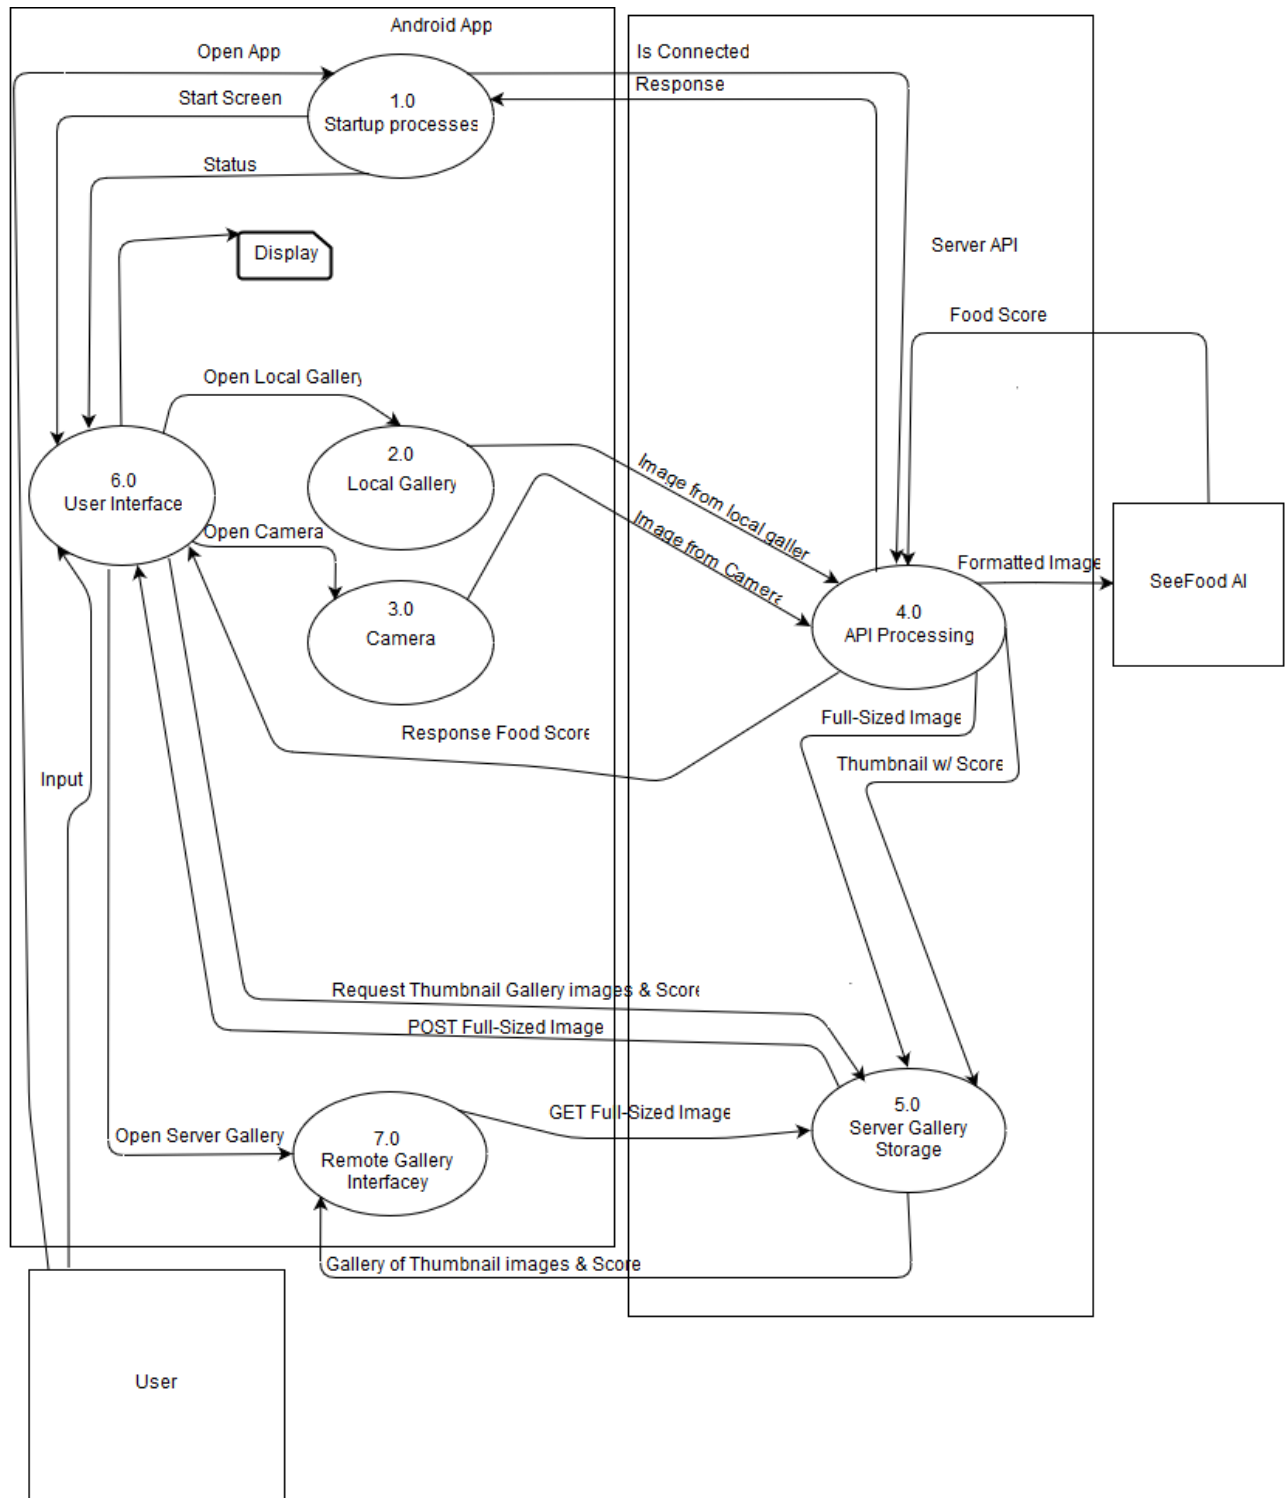 Android App
Open App
Is Connected
Response
Start Screen
1.0
Startup processes
Status
Display
Server API
Food Score
Open Local Gallery
2.0
Local Gallery
6.0
User Interface
Image from local galler
Image from Camera
Open Camera
Formatted Image
SeeFood AI
3.0
Camera
4.0
API Processing
Full-Sized Image
Response Food Score
Thumbnail w/ Score
Input
Request Thumbnail Gallery images & Score
POST Full-Sized Image
GET Full-Sized Image
5.0
Server Gallery
Storage
Open Server Gallery
7.0
Remote Gallery
Interfacey
Gallery of Thumbnail images & Score
User